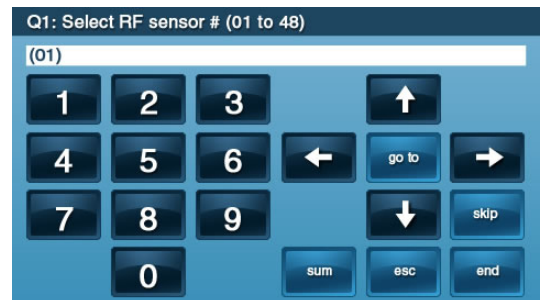 Q1: Select RF sensor # (01 to 48)
(01)
1 2 3
4 5 6 go to
7 8 9 skip
0 sum esc end